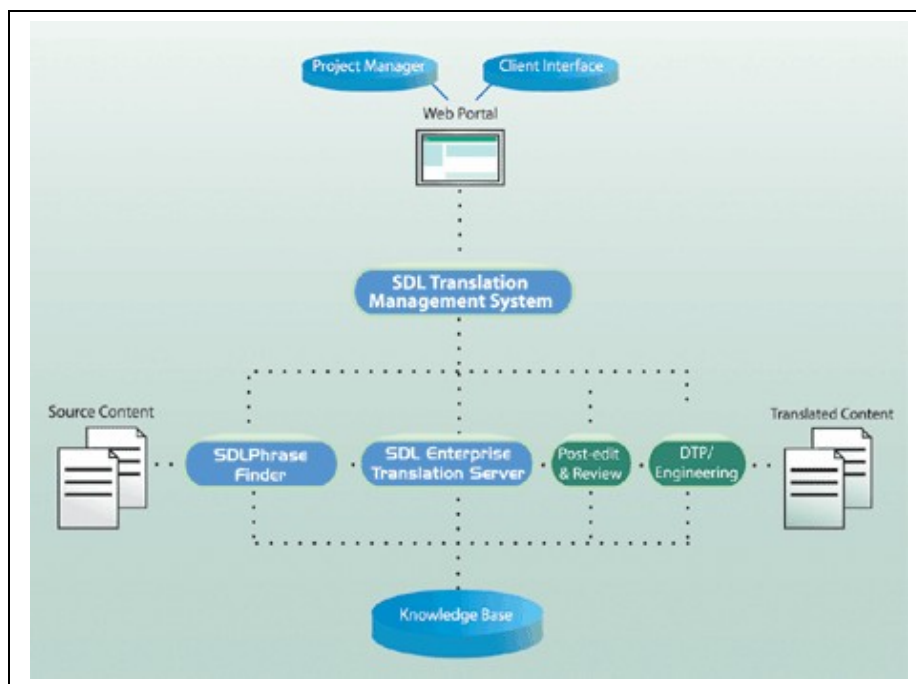 Project Manager
Client Interface
Web Portal
SDL Translation
Management System
Source Content
Translated Content
SDLPhrase
Finder
SDL Enterprise
Translation Server
Post-edit
& Review
DTP/
Engineering
Knowledge Base